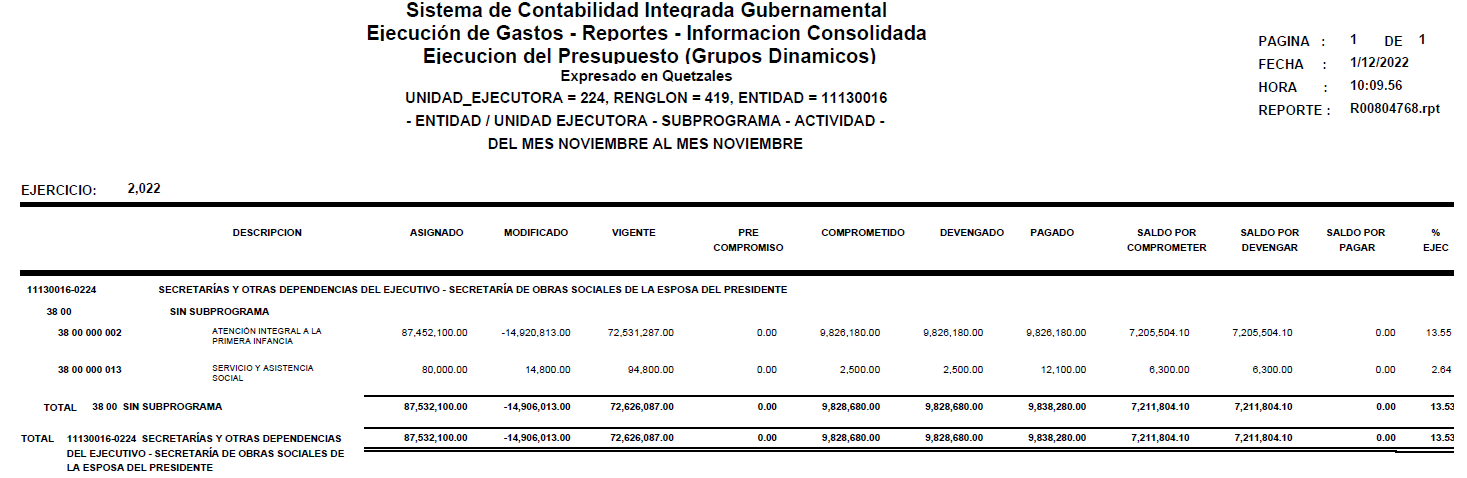 Sistema de Contabilidad Integrada Gubernamental
Ejecución de Gastos - Reportes - Informacion Consolidada
Ejecucion del Presupuesto (Grupos Dinamicos)
Expresado en Quetzales
UNIDAD_EJECUTORA = 224, RENGLON = 419, ENTIDAD = 11130016
- ENTIDAD / UNIDAD EJECUTORA - SUBPROGRAMA - ACTIVIDAD -
DEL MES NOVIEMBRE AL MES NOVIEMBRE
PAGINA : 1 DE 1
FECHA : 1/12/2022
HORA : 10:09.56
REPORTE : R00804768.rpt
EJERCICIO: 2,022
DESCRIPCION ASIGNADO MODIFICADO VIGENTE PRE COMPROMETIDO DEVENGADO PAGADO SALDO POR SALDO POR SALDO POR %
COMPROMISO COMPROMETER DEVENGAR PAGAR EJEC
11130016-0224 SECRETARÍAS Y OTRAS DEPENDENCIAS DEL EJECUTIVO - SECRETARÍA DE OBRAS SOCIALES DE LA ESPOSA DEL PRESIDENTE
38 00 SIN SUBPROGRAMA
38 00 000 002 ATENCIÓN INTEGRAL A LA 87,452,100.00 -14,920,813.00 72,531,287.00 0.00 9,826,180.00 9,826,180.00 9,826,180.00 7,205,504.10 7,205,504.10 0.00 13.55
PRIMERA INFANCIA
38 00 000 013 SERVICIO Y ASISTENCIA 80,000.00 14,800.00 94,800.00 0.00 2,500.00 2,500.00 12,100.00 6,300.00 6,300.00 0.00 2.64
SOCIAL
TOTAL 38 00 SIN SUBPROGRAMA 87,532,100.00 -14,906,013.00 72,626,087.00 0.00 9,828,680.00 9,828,680.00 9,838,280.00 7,211,804.10 7,211,804.10 0.00 13.53
TOTAL 11130016-0224 SECRETARÍAS Y OTRAS DEPENDENCIAS 87,532,100.00 -14,906,013.00 72,626,087.00 0.00 9,828,680.00 9,828,680.00 9,838,280.00 7,211,804.10 7,211,804.10 0.00 13.53
DEL EJECUTIVO - SECRETARÍA DE OBRAS SOCIALES DE
LA ESPOSA DEL PRESIDENTE